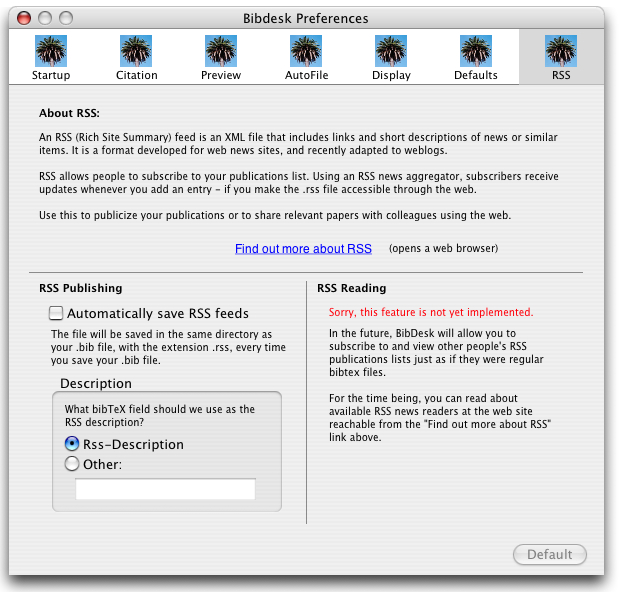 Bibdesk Preferences
Startup Citation Preview AutoFile Display Defaults RSS
About RSS:
An RSS (Rich Site Summary) feed is an XML file that includes links and short descriptions of news or similar
items. It is a format developed for web news sites, and recently adapted to weblogs.
RSS allows people to subscribe to your publications list. Using an RSS news aggregator, subscribers receive
updates whenever you add an entry – if you make the .rss file accessible through the web.
Use this to publicize your publications or to share relevant papers with colleagues using the web.
Find out more about RSS (opens a web browser)
RSS Publishing
Automatically save RSS feeds
The file will be saved in the same directory as
your .bib file, with the extension .rss, every time
you save your .bib file.
Description
What bibTeX field should we use as the
RSS description?
Rss-Description
Other:
RSS Reading
Sorry, this feature is not yet implemented.
In the future, BibDesk will allow you to
subscribe to and view other people's RSS
publications lists just as if they were regular
bibtex files.
For the time being, you can read about
available RSS news readers at the web site
reachable from the "Find out more about RSS"
link above.
Default